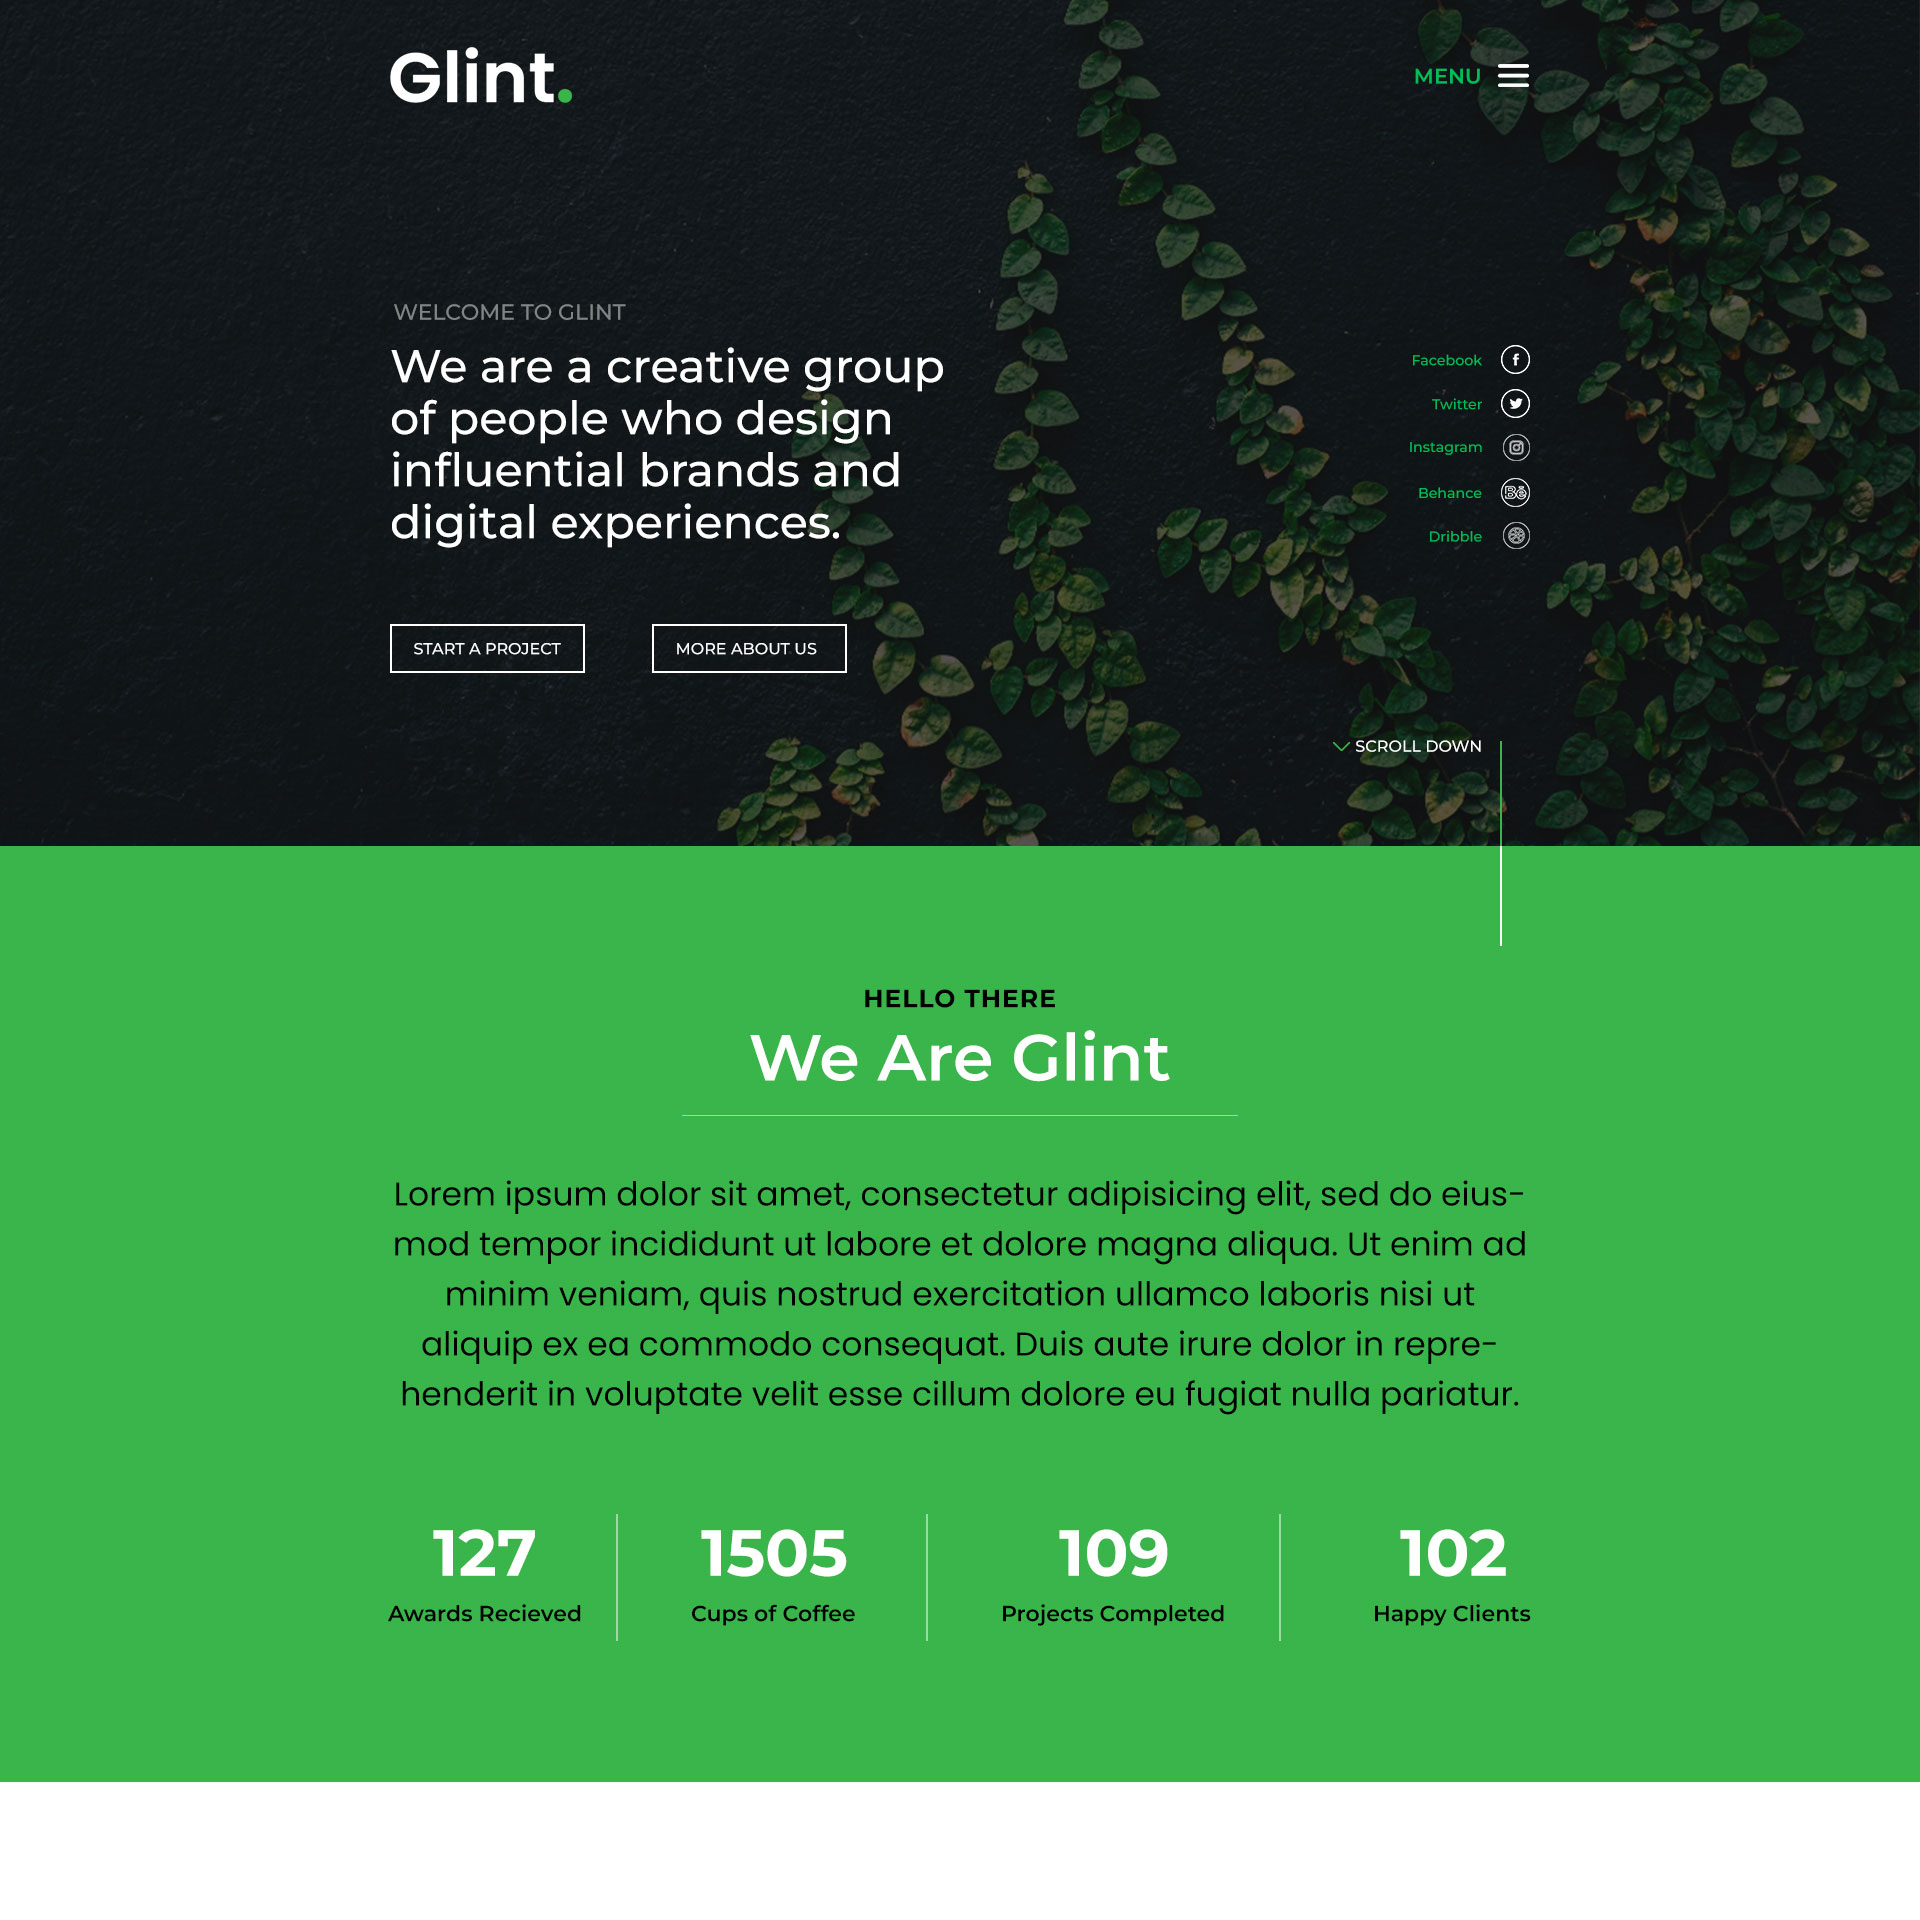 Glint.
MENU
WELCOME TO GLINT
We are a creative group
of people who design
influential brands and
digital experiences.
Facebook
Twitter
Instagram
Behance
Dribble
START A PROJECT
MORE ABOUT US
SCROLL DOWN
HELLO THERE
We Are Glint
Lorem ipsum dolor sit amet, consectetur adipisicing elit, sed do eius-
mod tempor incididunt ut labore et dolore magna aliqua. Ut enim ad
minim veniam, quis nostrud exercitation ullamco laboris nisi ut
aliquip ex ea commodo consequat. Duis aute irure dolor in repre-
henderit in voluptate velit esse cillum dolore eu fugiat nulla pariatur.
127
Awards Recieved
1505
Cups of Coffee
109
Projects Completed
102
Happy Clients